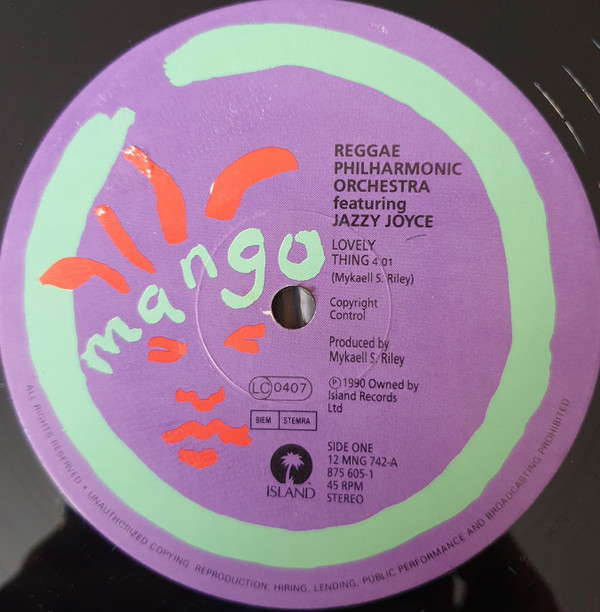 mango
REGGAE
PHILHARMONIC
ORCHESTRA
featuring
JAZZY JOYCE
LOVELY
THING 4.01
(Mykaell S. Riley)
Copyright
Control
Produced by
Mykaell S. Riley
LC 0407
Ⓟ 1990 Owned by
Island Records
Ltd
BIEM STEMRA
SIDE ONE
12 MNG 742-A
875 605-1
45 RPM
STEREO
ISLAND™
ALL RIGHTS RESERVED • UNAUTHORIZED COPYING, REPRODUCTION, HIRING, LENDING, PUBLIC PERFORMANCE AND BROADCASTING PROHIBITED